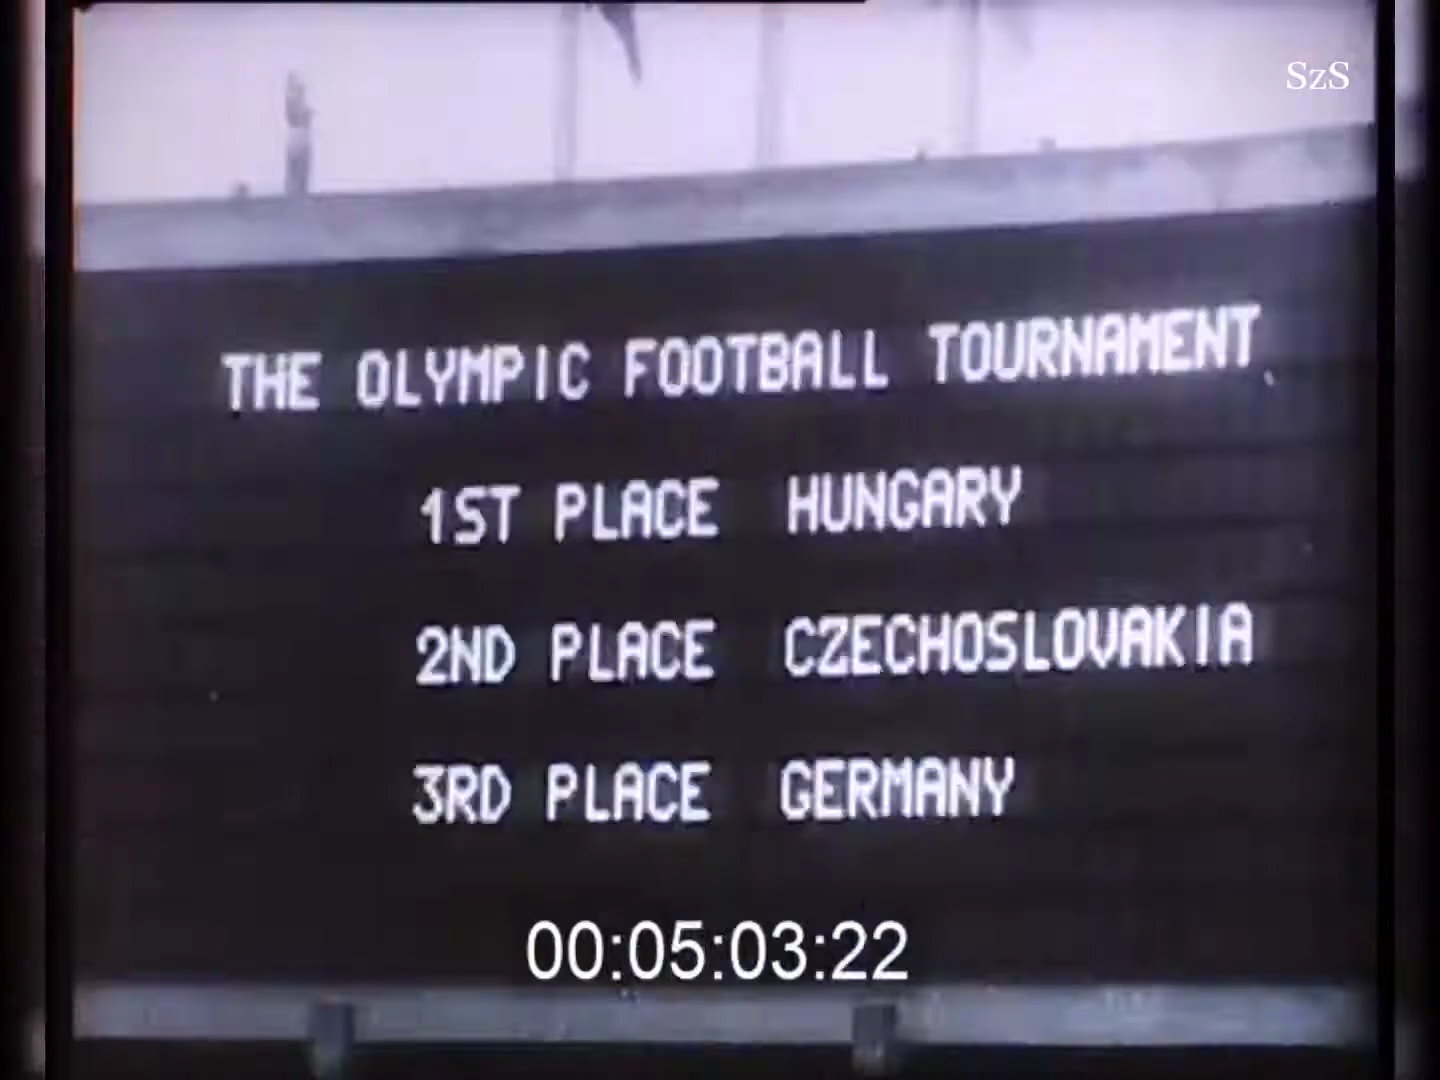 SzS
THE OLYMPIC FOOTBALL TOURNAMENT
1ST PLACE HUNGARY
2ND PLACE CZECHOSLOVAKIA
3RD PLACE GERMANY
00:05:03:22